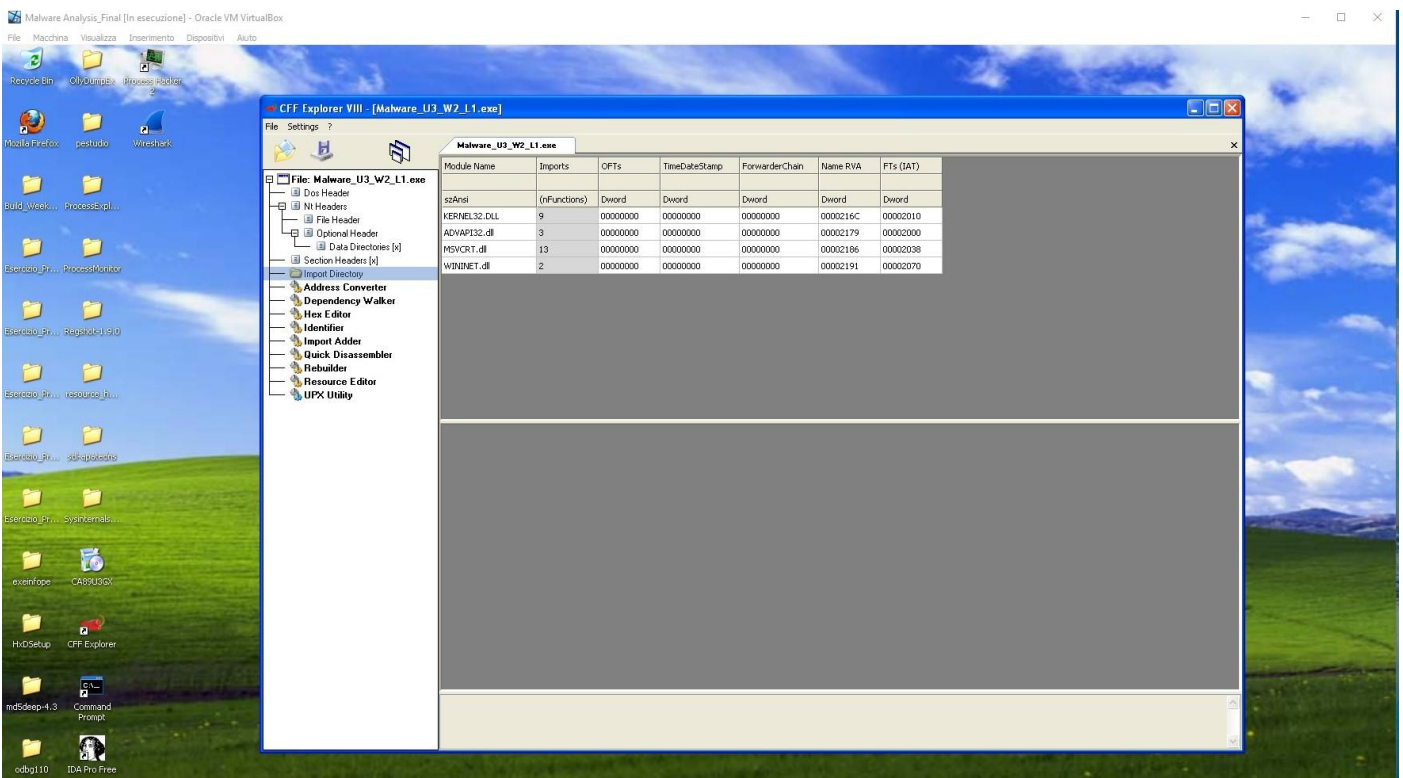 Malware Analysis_Final [In esecuzione] - Oracle VM VirtualBox
File Macchina Visualizza Inserimento Dispositivi Aiuto
Recycle Bin OllyDumpEx Process Hacker 2
Mozilla Firefox pestudio Wireshark
Build_Week... ProcessExpl...
Esercizio_Pr... ProcessMonitor
Esercizio_Pr... Regshot-1.9.0
Esercizio_Pr... resource_h...
Esercizio_Pr...
Esercizio_Pr... Sysinternals...
exeinfope CA89U3GX
HxDSetup CFF Explorer
md5deep-4.3 Command Prompt
odbg110 IDA Pro Free
CFF Explorer VIII - [Malware_U3_W2_L1.exe]
File Settings ?
Malware_U3_W2_L1.exe
File: Malware_U3_W2_L1.exe
Dos Header
Nt Headers
File Header
Optional Header
Data Directories [x]
Section Headers [x]
Import Directory
Address Converter
Dependency Walker
Hex Editor
Identifier
Import Adder
Quick Disassembler
Rebuilder
Resource Editor
UPX Utility
Module Name Imports OFTs TimeDateStamp ForwarderChain Name RVA FTs (IAT)
szAnsi (nFunctions) Dword Dword Dword Dword Dword
KERNEL32.DLL 9 00000000 00000000 00000000 0000216C 00002010
ADVAPI32.dll 3 00000000 00000000 00000000 00002179 00002000
MSVCRT.dll 13 00000000 00000000 00000000 00002186 00002038
WININET.dll 2 00000000 00000000 00000000 00002191 00002070